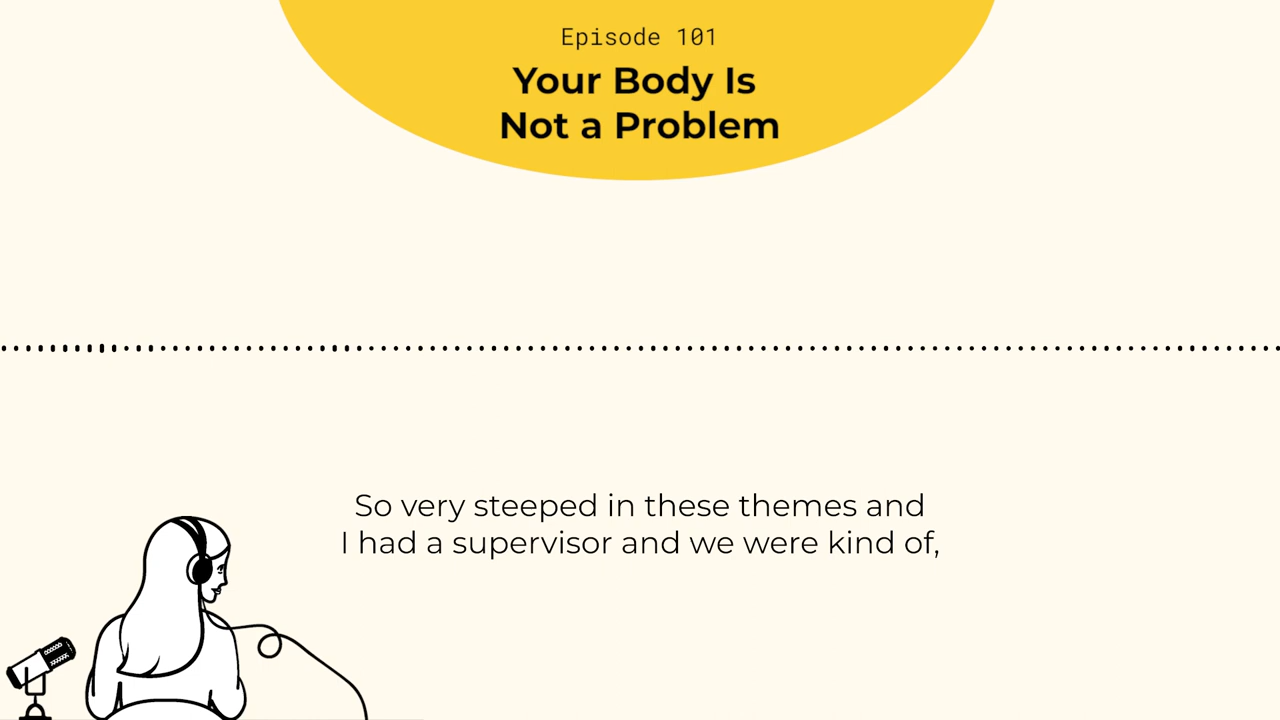 Episode 101
Your Body Is
Not a Problem
So very steeped in these themes and
I had a supervisor and we were kind of,